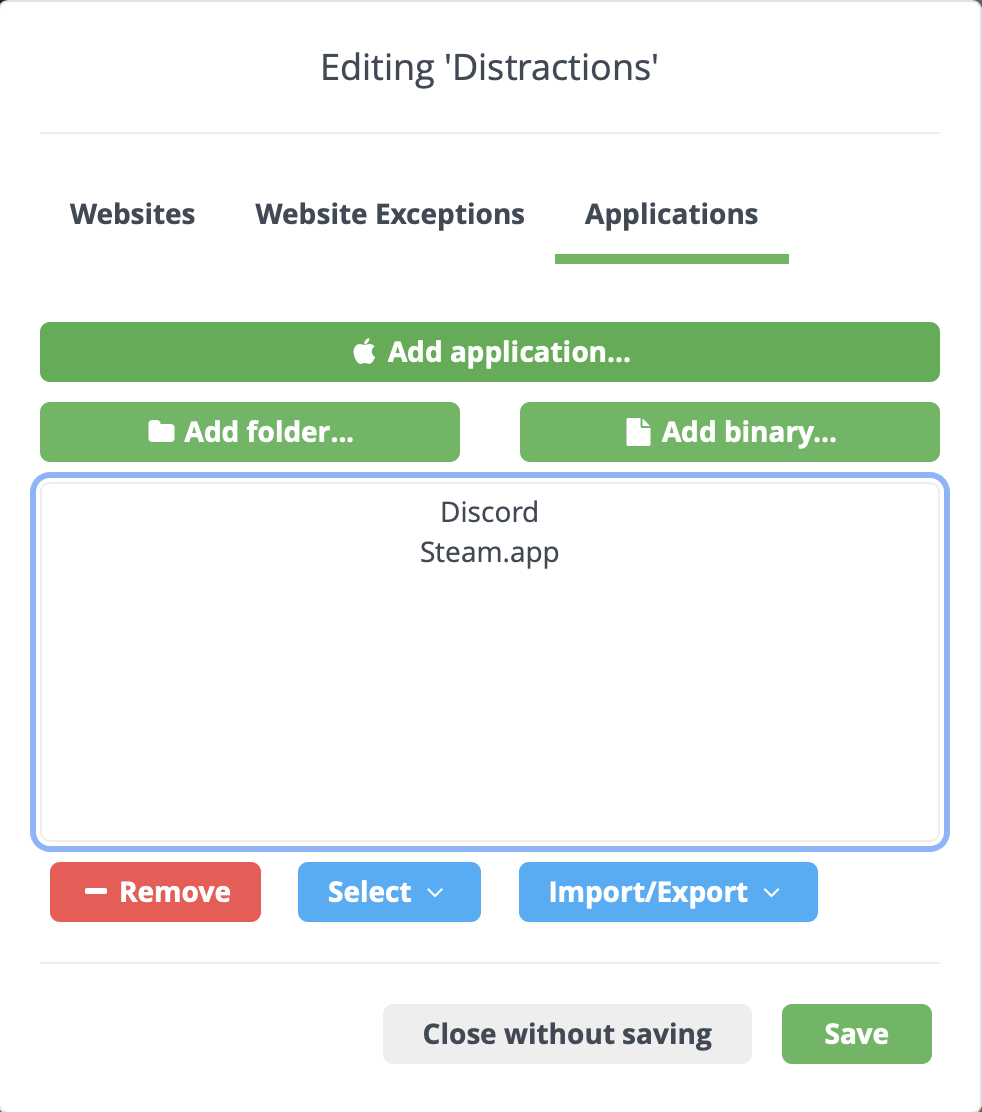 Editing 'Distractions'
Websites Website Exceptions Applications
Add application...
Add folder... Add binary...
Discord
Steam.app
Remove Select Import/Export
Close without saving Save